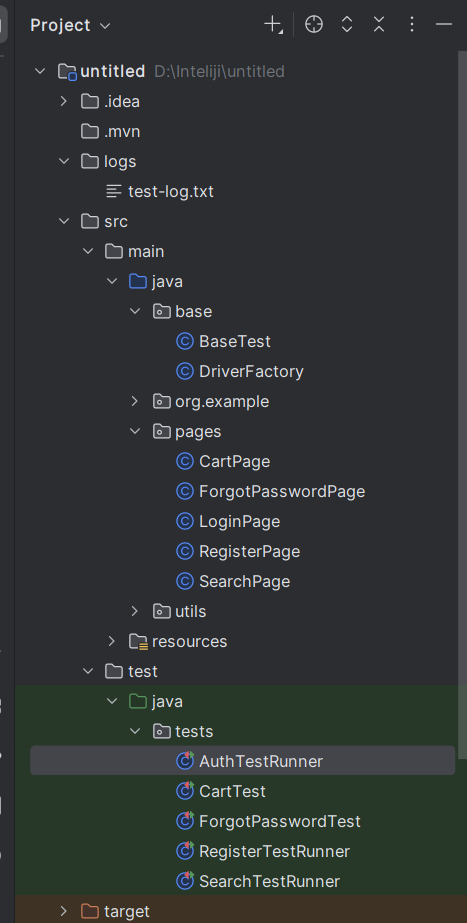 Project
untitled D:\Inteliji\untitled
.idea
.mvn
logs
test-log.txt
src
main
java
base
BaseTest
DriverFactory
org.example
pages
CartPage
ForgotPasswordPage
LoginPage
RegisterPage
SearchPage
utils
resources
test
java
tests
AuthTestRunner
CartTest
ForgotPasswordTest
RegisterTestRunner
SearchTestRunner
target